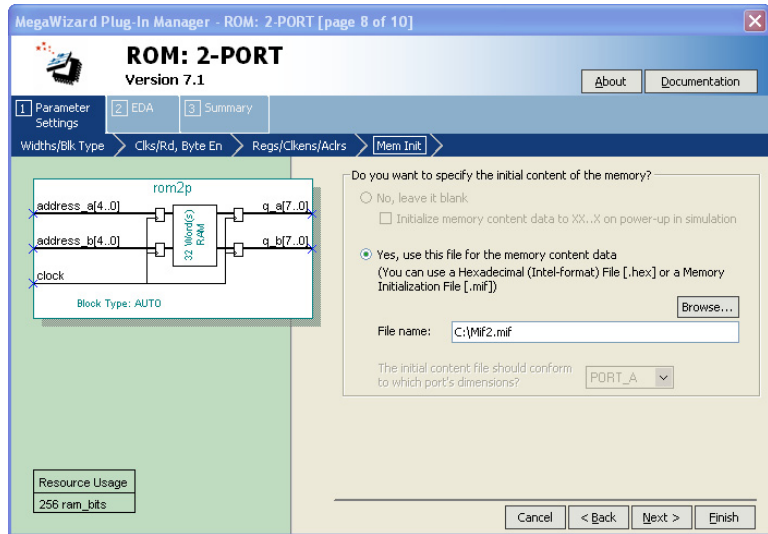 MegaWizard Plug-In Manager - ROM: 2-PORT [page 8 of 10]
ROM: 2-PORT
Version 7.1
About
Documentation
1 Parameter Settings
2 EDA
3 Summary
Widths/Blk Type
Clks/Rd, Byte En
Regs/Clkens/Aclrs
Mem Init
rom2p
address_a[4..0]
q_a[7..0]
32 Word(s)
RAM
address_b[4..0]
q_b[7..0]
clock
Block Type: AUTO
Resource Usage
256 ram_bits
Do you want to specify the initial content of the memory?
No, leave it blank
Initialize memory content data to XX..X on power-up in simulation
Yes, use this file for the memory content data
(You can use a Hexadecimal (Intel-format) File [.hex] or a Memory
Initialization File [.mif])
Browse...
File name:
C:\Mif2.mif
The initial content file should conform
to which port's dimensions?
PORT_A
Cancel
< Back
Next >
Finish